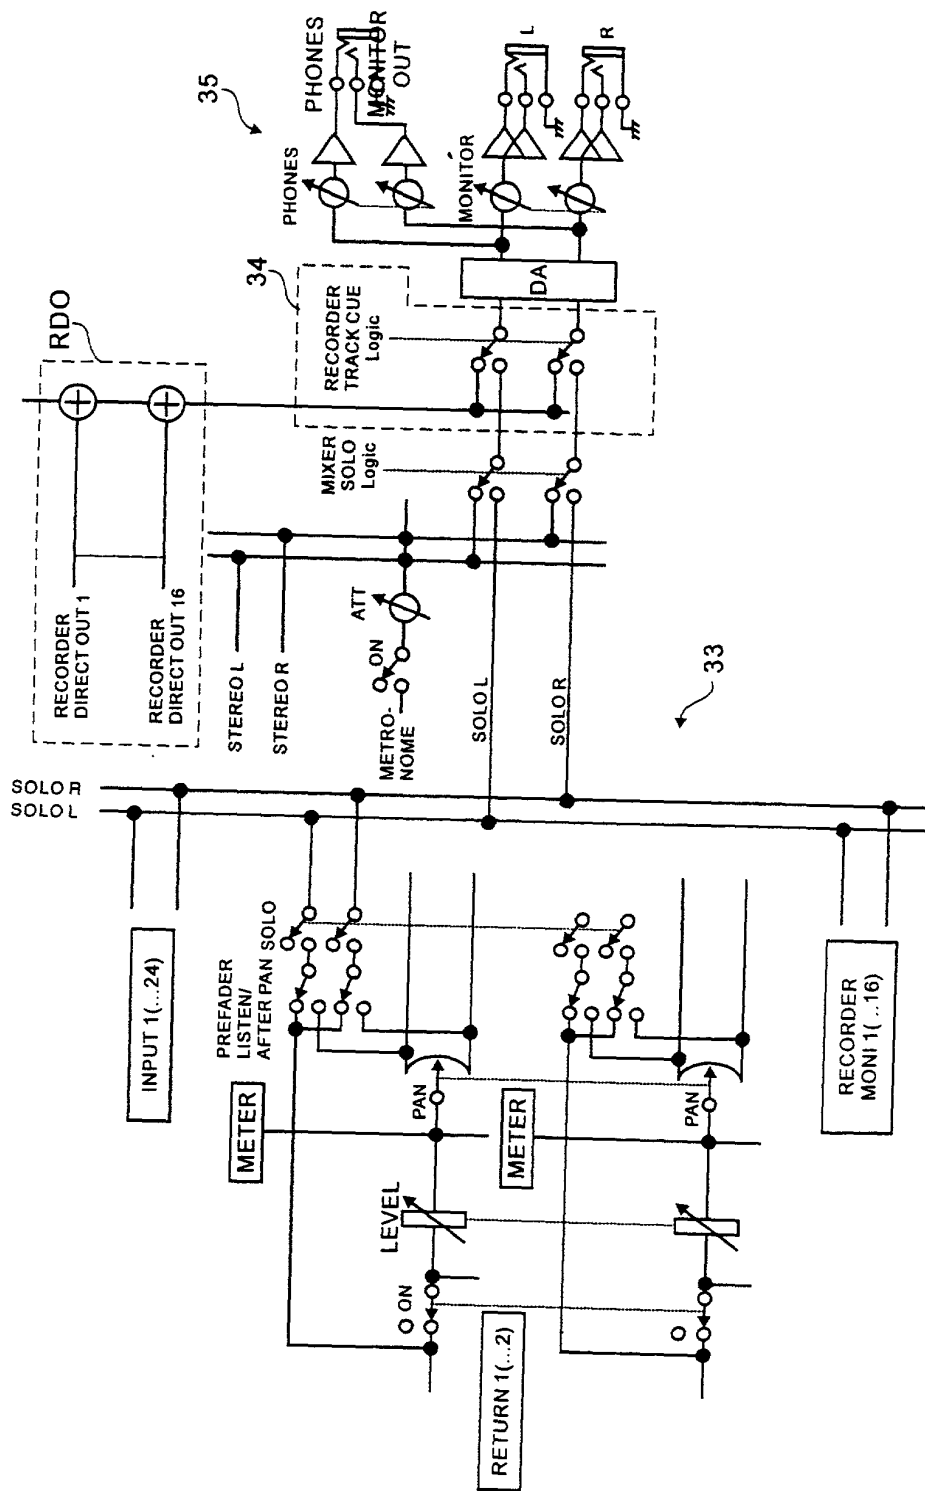 PHONES
MONITOR
OUT
35
PHONES
MONITOR
L
R
34
DA
RDO
RECORDER
TRACK CUE
Logic
MIXER
SOLO
Logic
RECORDER
DIRECT OUT 1
RECORDER
DIRECT OUT 16
STEREO L
STEREO R
ATT
ON
METRO-
NOME
SOLO L
SOLO R
33
SOLO R
SOLO L
INPUT 1(...24)
PREFADER
LISTEN/
AFTER PAN SOLO
METER
PAN
METER
PAN
RECORDER
MONI 1( ..16)
LEVEL
ON
RETURN 1(...2)